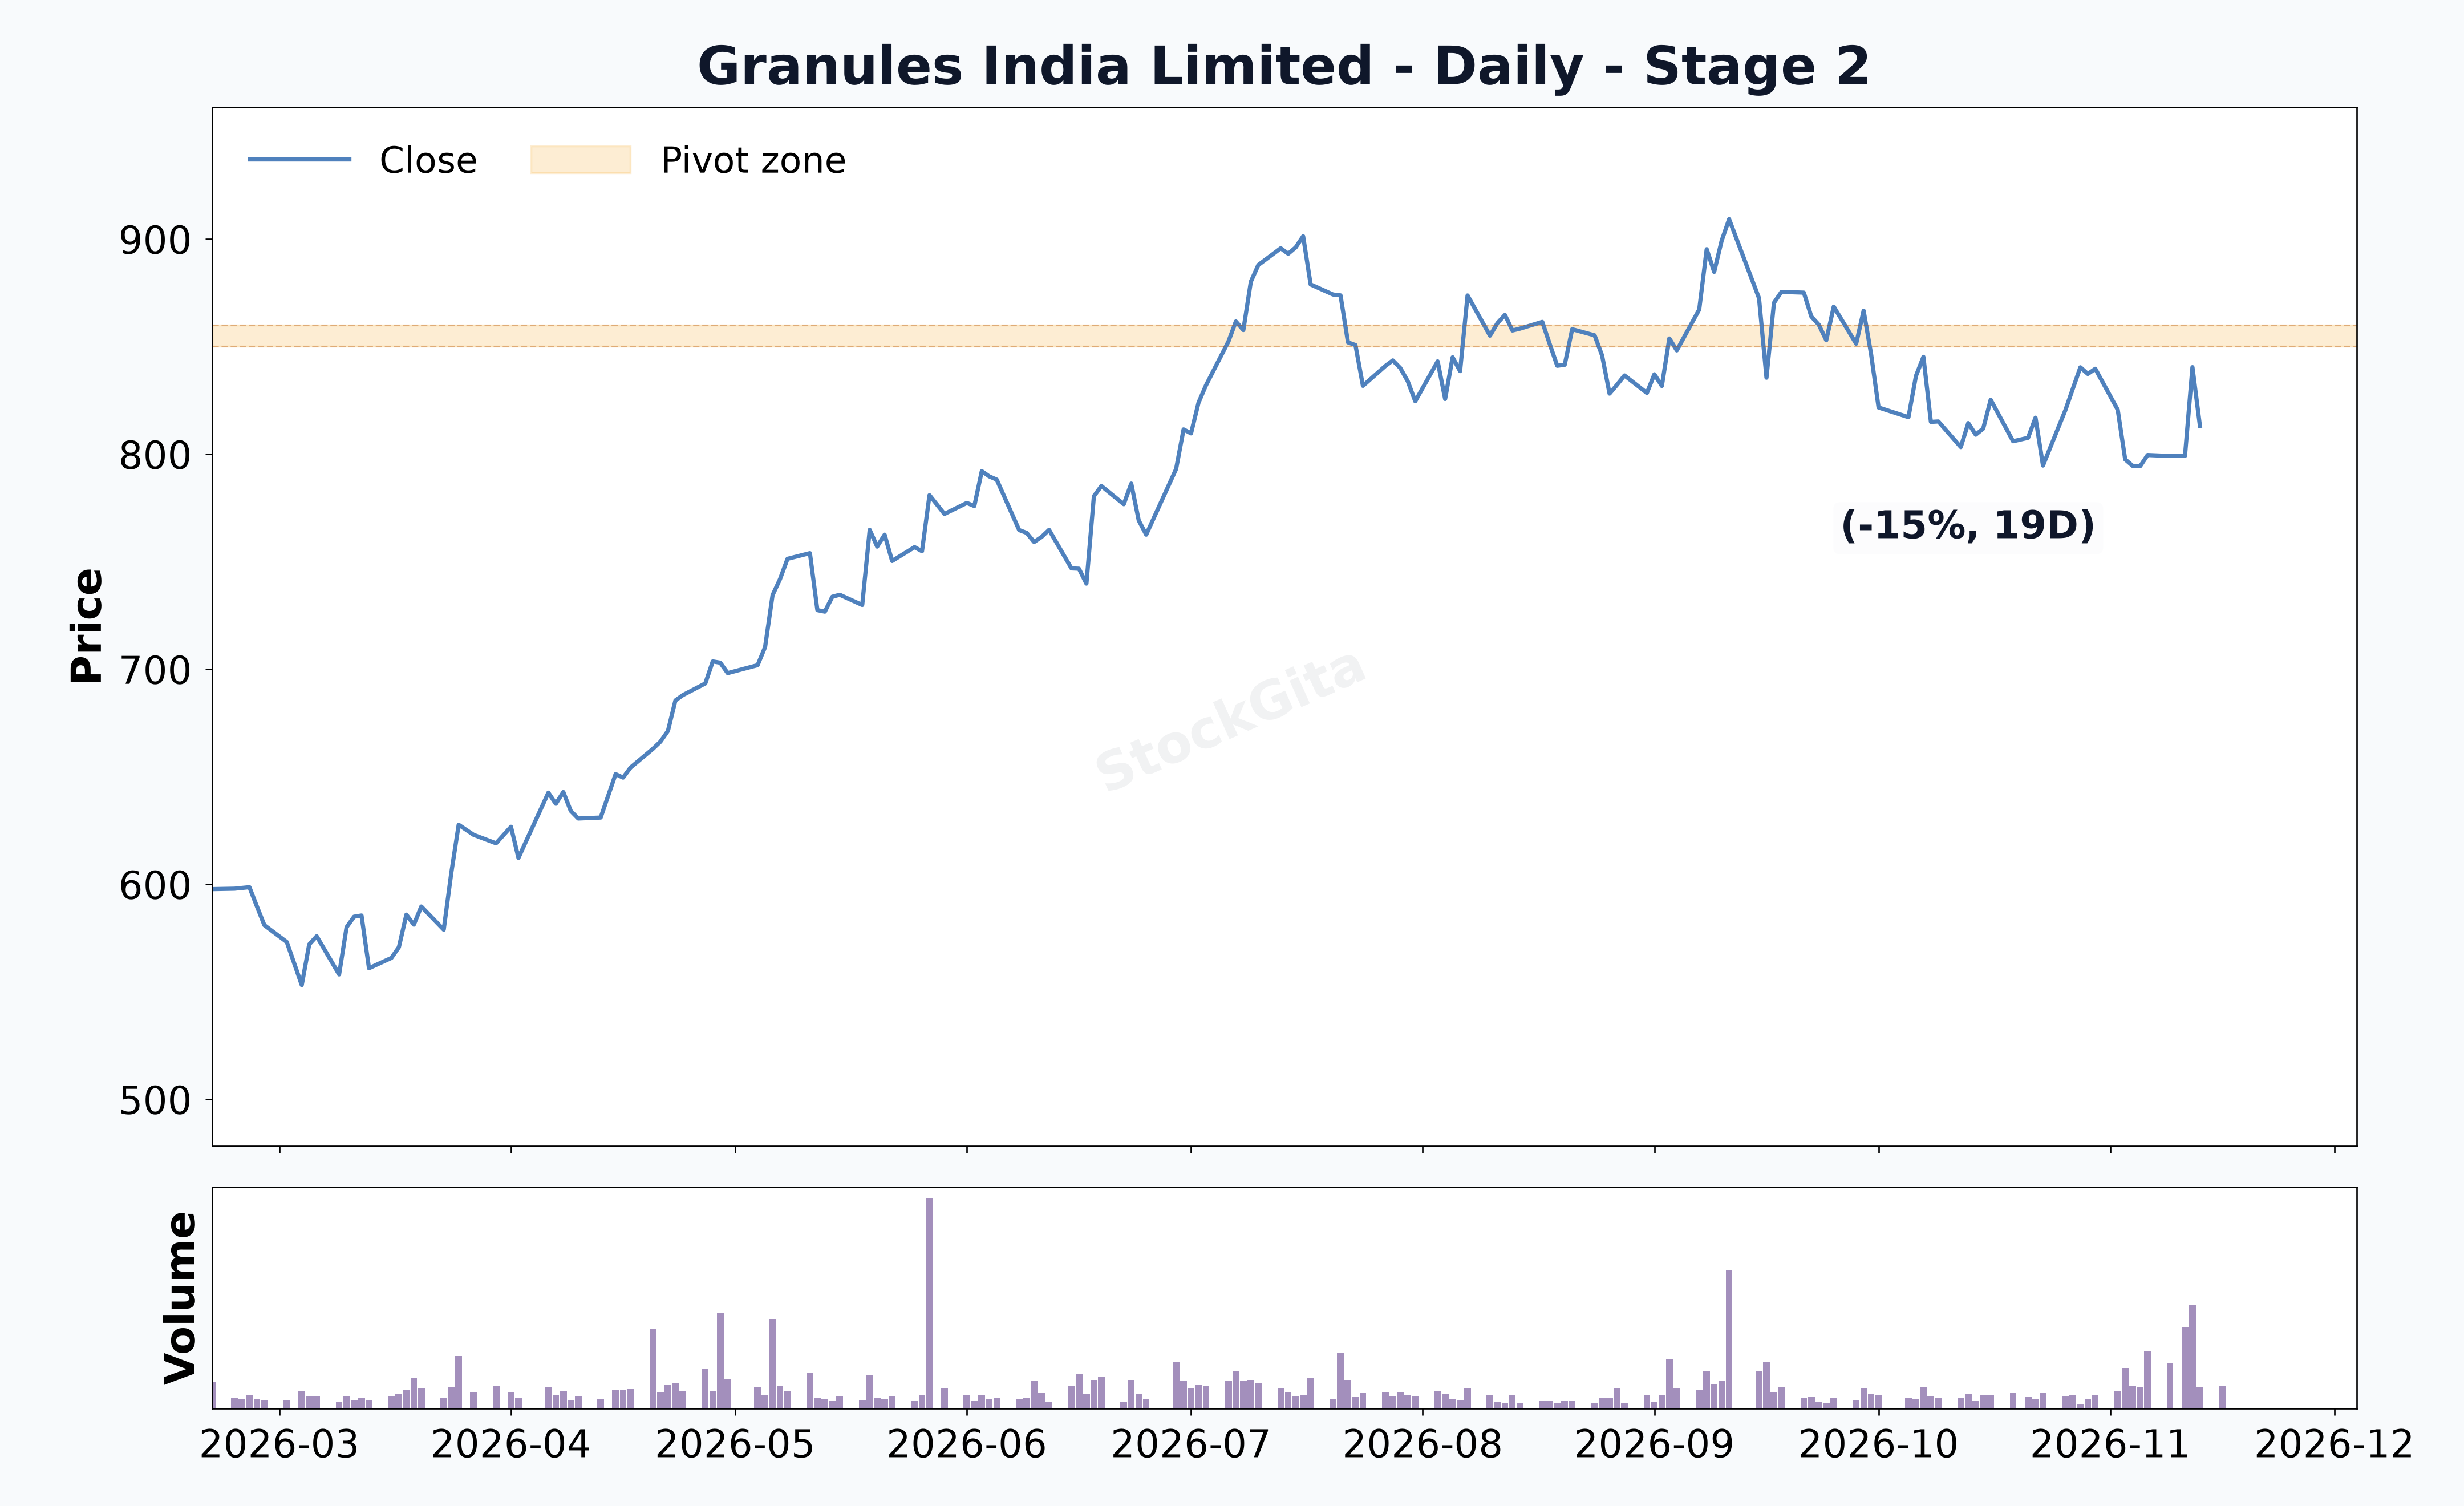 Granules India Limited - Daily - Stage 2
Close
Pivot zone
900
800
700
600
500
Price
(-15%, 19D)
StockGita
Volume
2026-03
2026-04
2026-05
2026-06
2026-07
2026-08
2026-09
2026-10
2026-11
2026-12